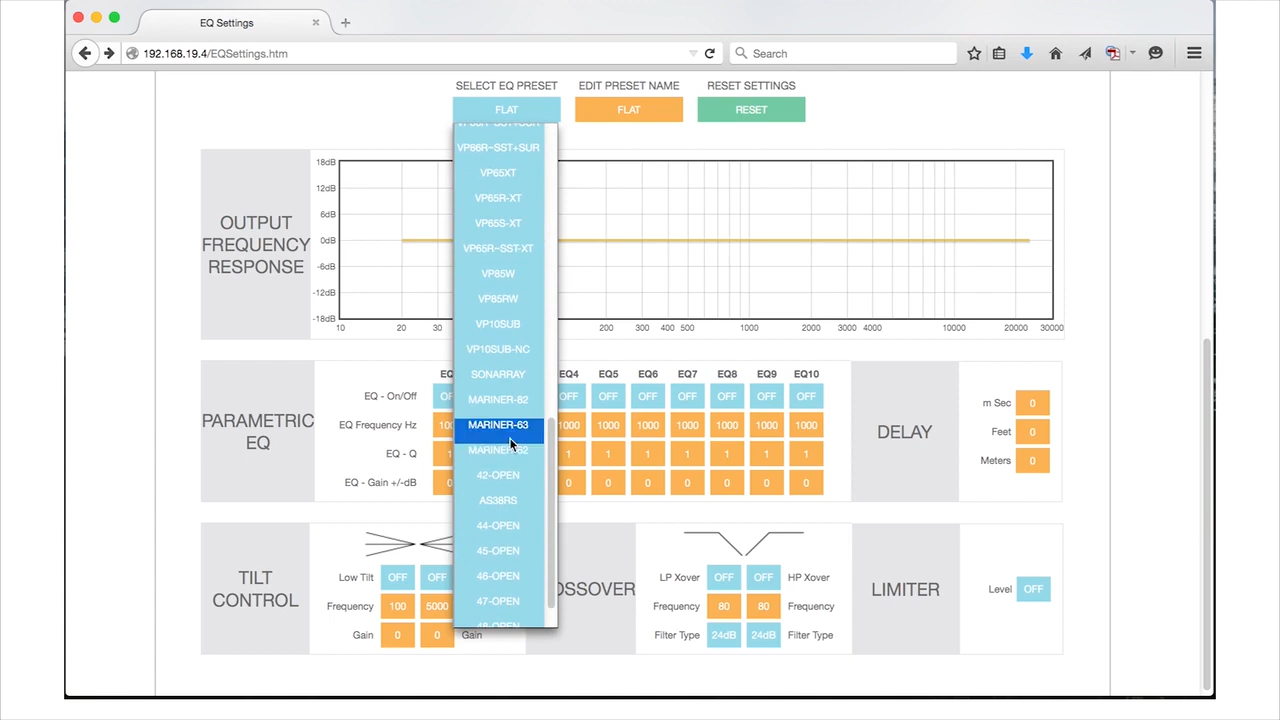 EQ Settings
192.168.19.4/EQSettings.htm
Search
SELECT EQ PRESET
EDIT PRESET NAME
RESET SETTINGS
FLAT
FLAT
RESET
VP86R-SST+SUR
VP65XT
VP65R-XT
VP65S-XT
VP65R-SST-XT
VP85W
VP85RW
VP10SUB
VP10SUB-NC
SONARRAY
MARINER-82
MARINER-63
MARINER-62
42-OPEN
AS38RS
44-OPEN
45-OPEN
46-OPEN
47-OPEN
48-OPEN
OUTPUT
FREQUENCY
RESPONSE
18dB
12dB
6dB
0dB
-6dB
-12dB
-18dB
10 20 30 200 300 400 500 1000 2000 3000 4000 10000 20000 30000
PARAMETRIC
EQ
EQ EQ4 EQ5 EQ6 EQ7 EQ8 EQ9 EQ10
EQ - On/Off OFF OFF OFF OFF OFF OFF OFF
EQ Frequency Hz 100 1000 1000 1000 1000 1000 1000 1000
EQ - Q 1 1 1 1 1 1 1 1
EQ - Gain +/-dB 0 0 0 0 0 0 0 0
DELAY
m Sec 0
Feet 0
Meters 0
TILT
CONTROL
Low Tilt OFF OFF
Frequency 100 5000
Gain 0 0 Gain
OSSOVER
LP Xover OFF OFF HP Xover
Frequency 80 80 Frequency
Filter Type 24dB 24dB Filter Type
LIMITER
Level OFF